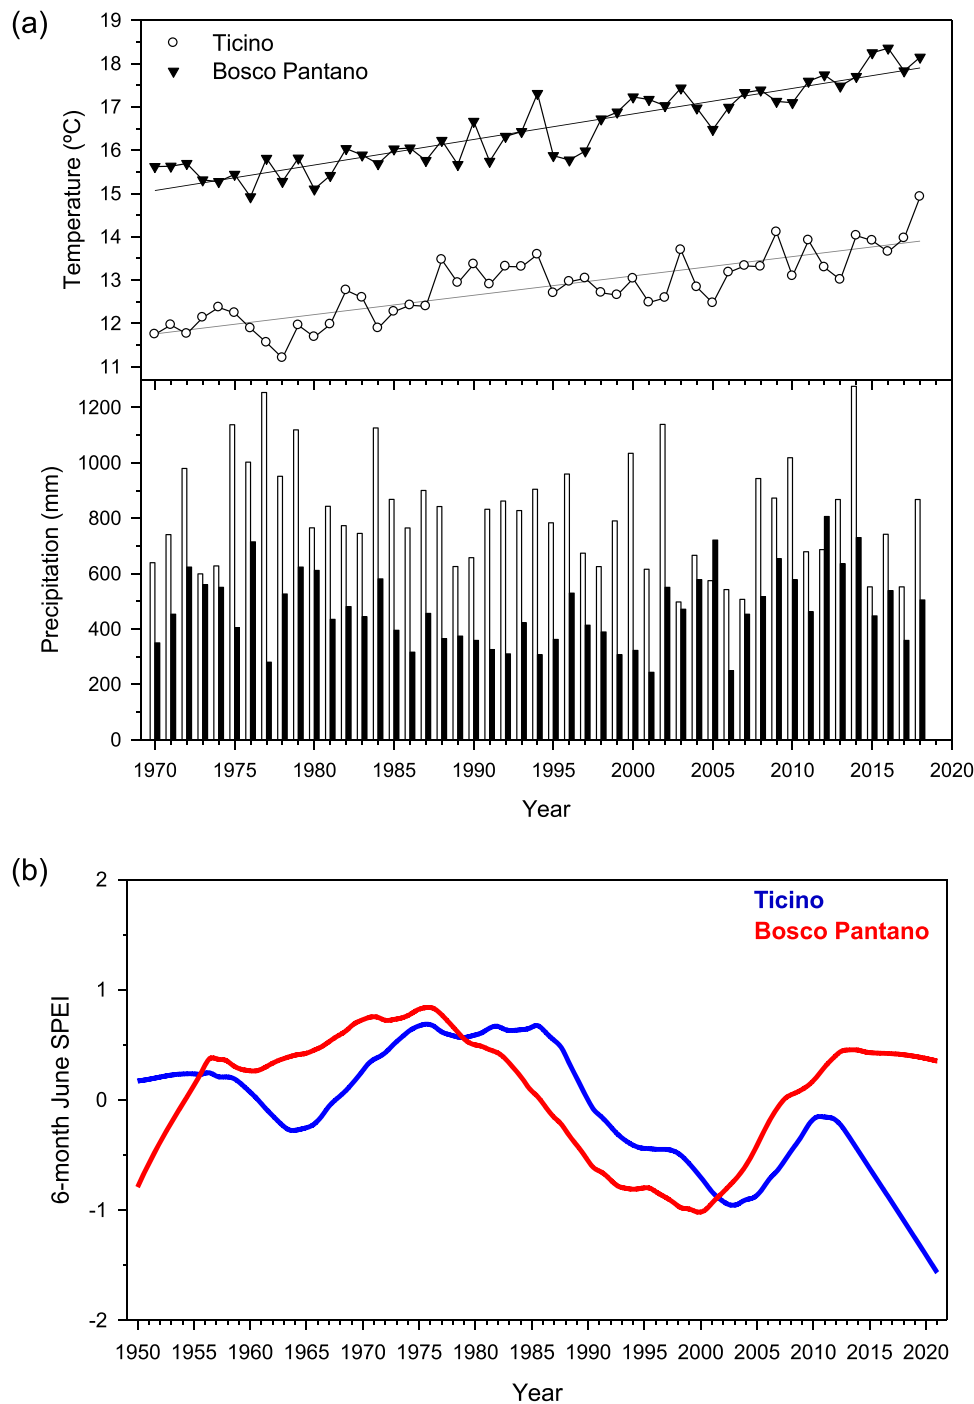 (a)
19
18
17
16
15
14
13
12
11
Temperature (ºC)
Ticino
Bosco Pantano
1200
1000
800
600
400
200
0
Precipitation (mm)
1970 1975 1980 1985 1990 1995 2000 2005 2010 2015 2020
Year
(b)
2
1
0
-1
-2
6-month June SPEI
Ticino
Bosco Pantano
1950 1955 1960 1965 1970 1975 1980 1985 1990 1995 2000 2005 2010 2015 2020
Year